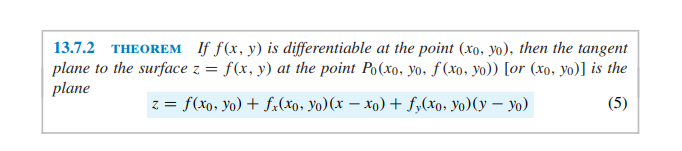 13.7.2 THEOREM If f(x, y) is differentiable at the point (x₀, y₀), then the tangent
plane to the surface z = f(x, y) at the point P₀(x₀, y₀, f(x₀, y₀)) [or (x₀, y₀)] is the
plane
z = f(x₀, y₀) + fₓ(x₀, y₀)(x − x₀) + f_y(x₀, y₀)(y − y₀) (5)